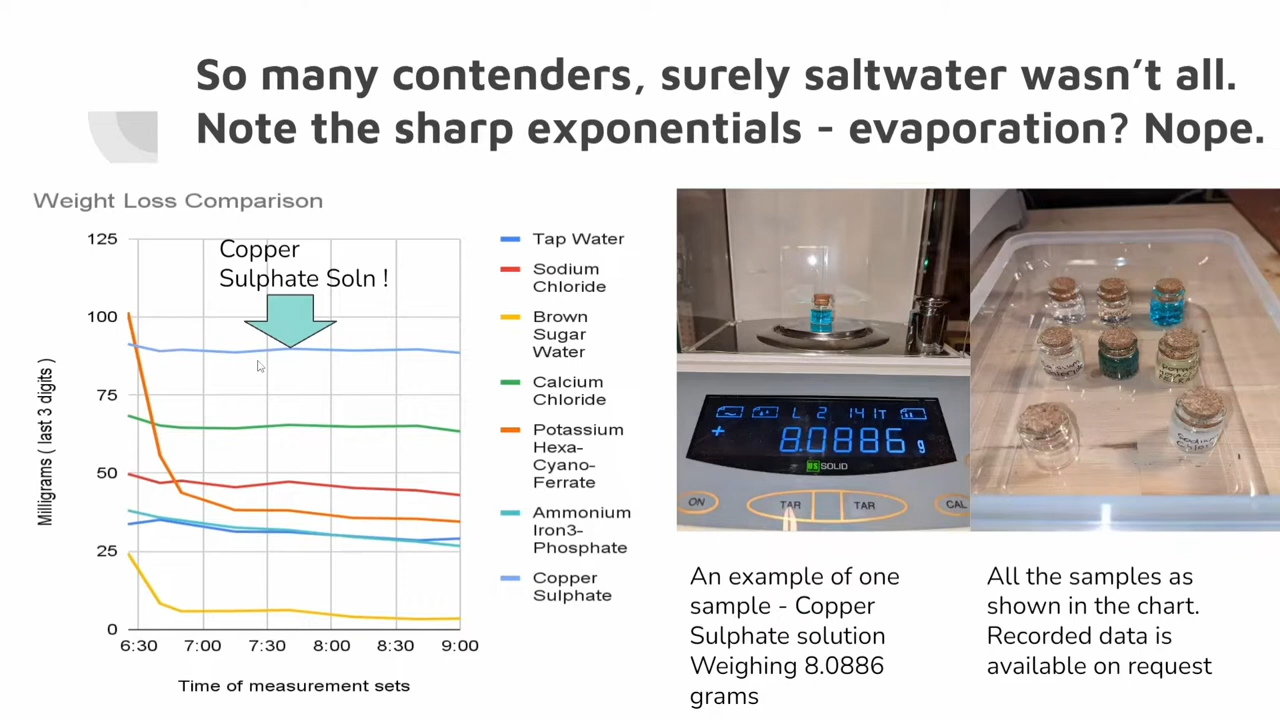 So many contenders, surely saltwater wasn't all.
Note the sharp exponentials - evaporation? Nope.
Weight Loss Comparison
Copper
Sulphate Soln !
125
100
75
50
25
0
Milligrams ( last 3 digits )
6:30 7:00 7:30 8:00 8:30 9:00
Time of measurement sets
Tap Water
Sodium
Chloride
Brown
Sugar
Water
Calcium
Chloride
Potassium
Hexa-
Cyano-
Ferrate
Ammonium
Iron3-
Phosphate
Copper
Sulphate
8.0886 g
SOLID
ON
TAR
TAR
CAL
Sodium
An example of one
sample - Copper
Sulphate solution
Weighing 8.0886
grams
All the samples as
shown in the chart.
Recorded data is
available on request